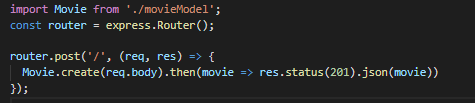 import Movie from './movieModel';
const router = express.Router();

router.post('/', (req, res) => {
  Movie.create(req.body).then(movie => res.status(201).json(movie))
});